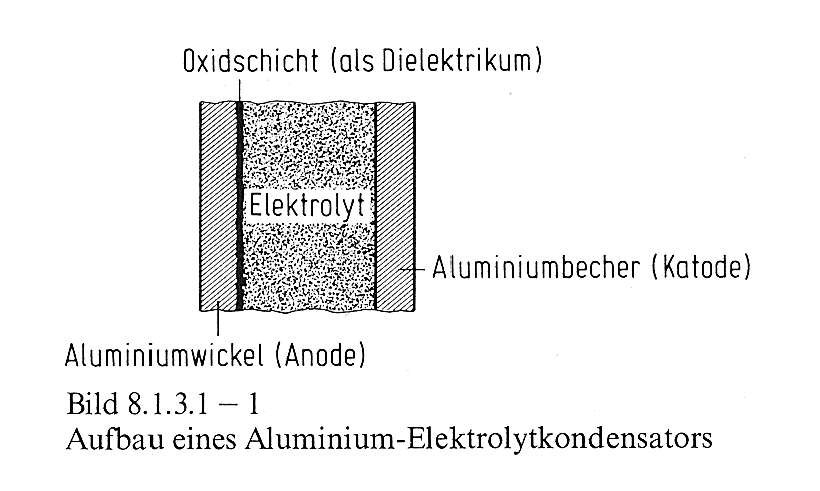 Oxidschicht (als Dielektrikum)
Elektrolyt
Aluminiumbecher (Katode)
Aluminiumwickel (Anode)
Bild 8.1.3.1 – 1
Aufbau eines Aluminium-Elektrolytkondensators